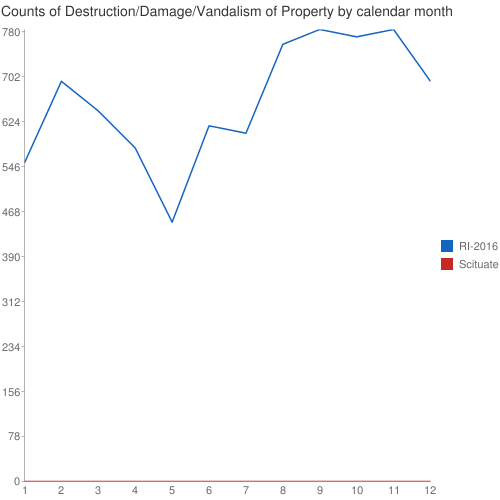 Counts of Destruction/Damage/Vandalism of Property by calendar month
780
702
624
546
468
390
312
234
156
78
0
1 2 3 4 5 6 7 8 9 10 11 12
RI-2016
Scituate